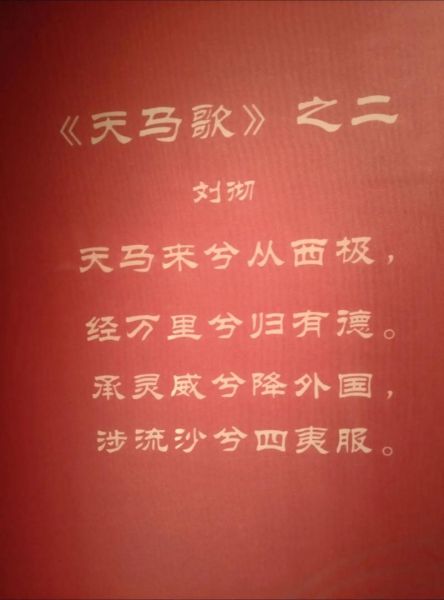 《天马歌》之二
刘彻
天马来兮从西极，
经万里兮归有德。
承灵威兮降外国，
涉流沙兮四夷服。